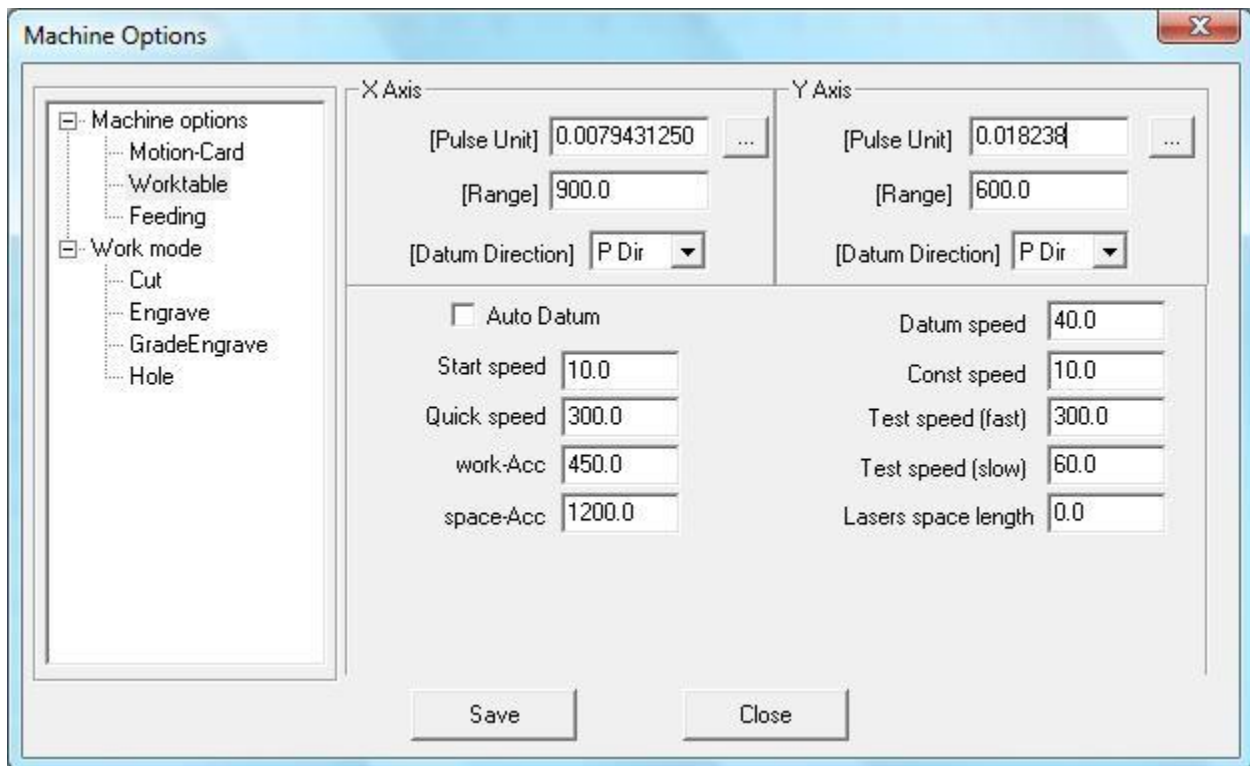 Machine Options
Machine options
Motion-Card
Worktable
Feeding
Work mode
Cut
Engrave
GradeEngrave
Hole
X Axis
[Pulse Unit] 0.0079431250 ...
[Range] 900.0
[Datum Direction] P Dir
Y Axis
[Pulse Unit] 0.018238 ...
[Range] 600.0
[Datum Direction] P Dir
Auto Datum
Start speed 10.0
Quick speed 300.0
work-Acc 450.0
space-Acc 1200.0
Datum speed 40.0
Const speed 10.0
Test speed (fast) 300.0
Test speed (slow) 60.0
Lasers space length 0.0
Save
Close